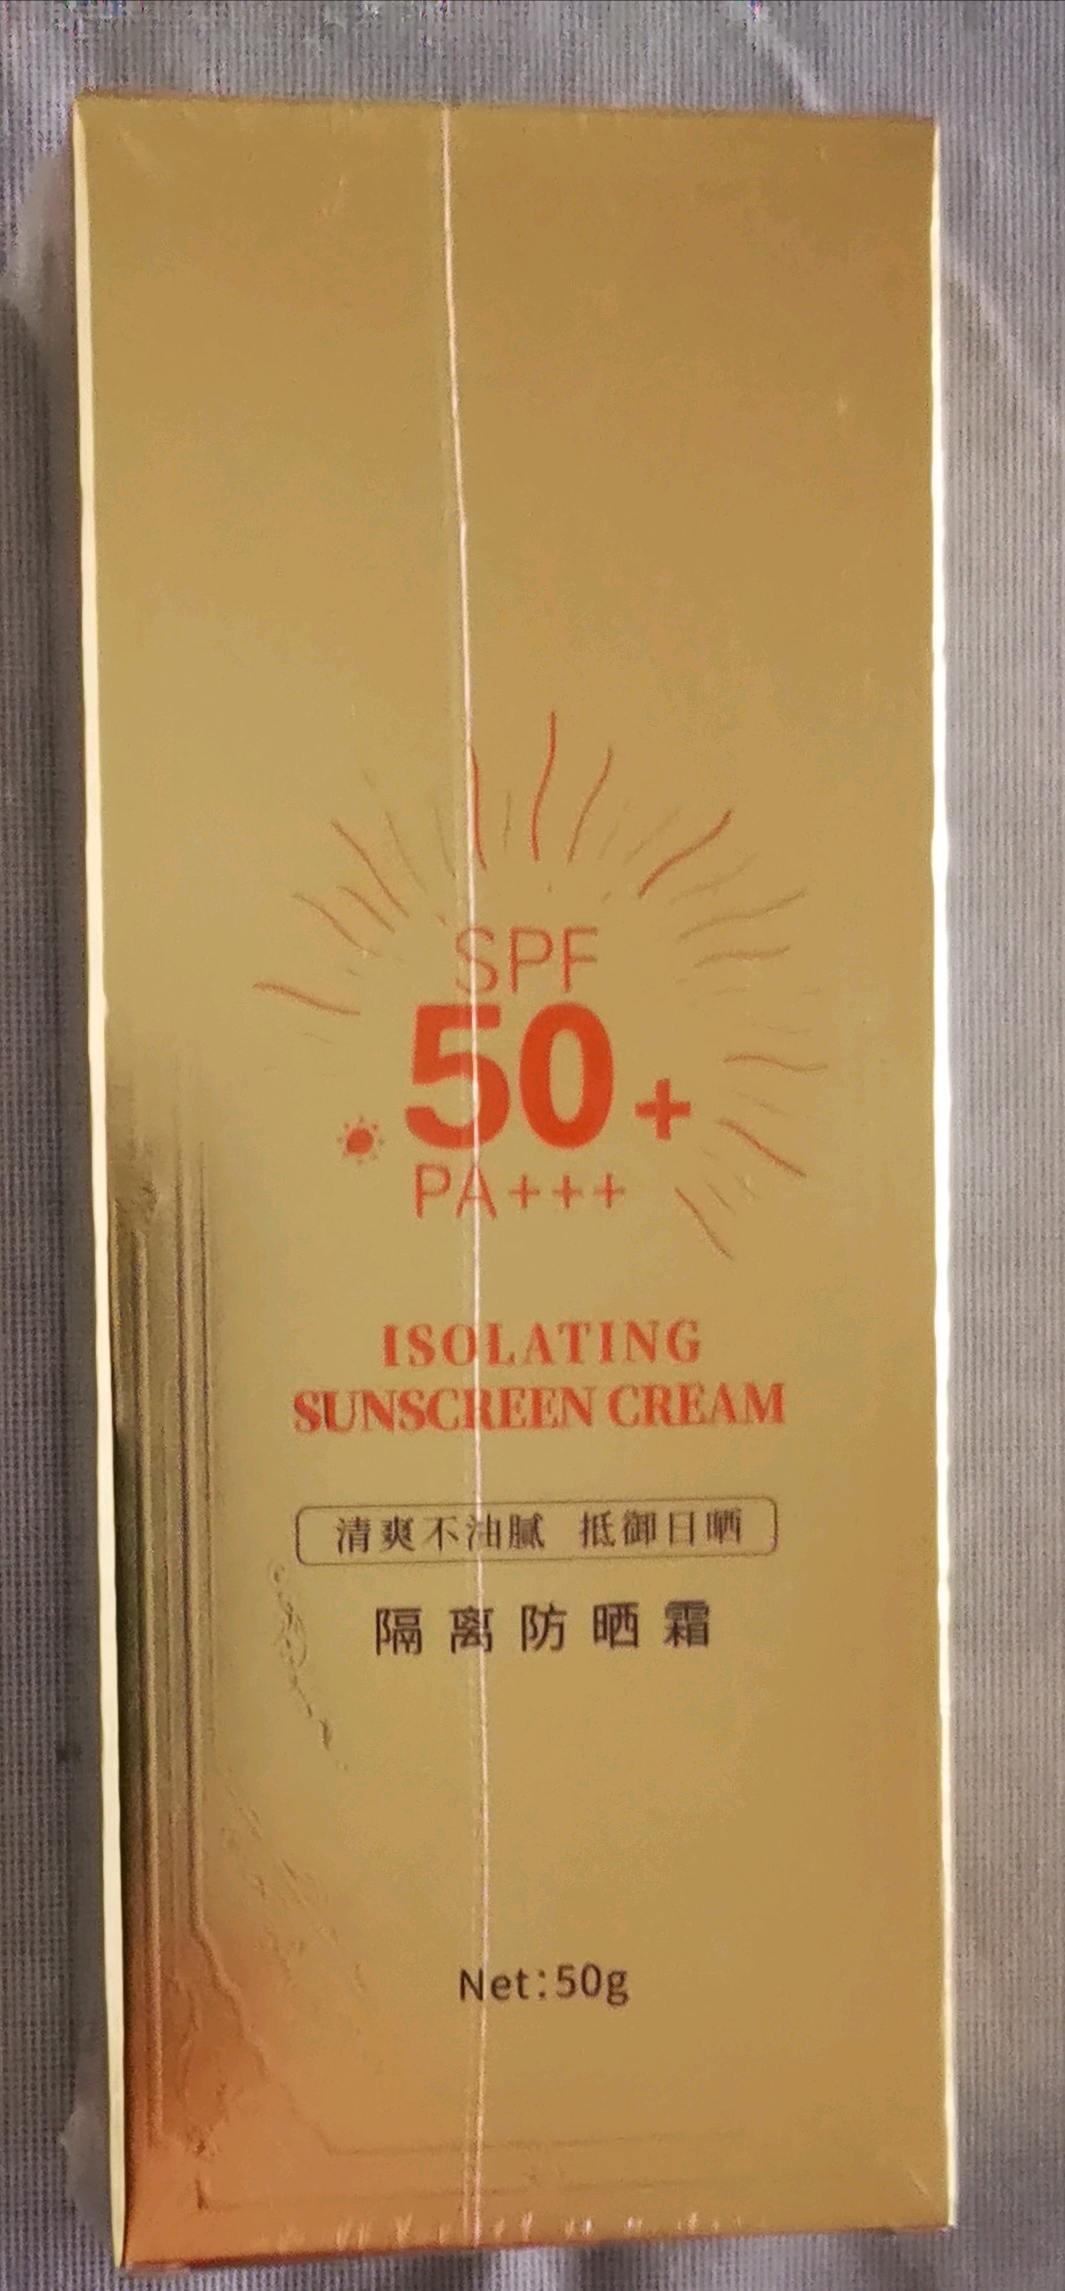 SPF
50+
PA+++
ISOLATING
SUNSCREEN CREAM
清爽不油腻 抵御日晒
隔离防晒霜
Net:50g